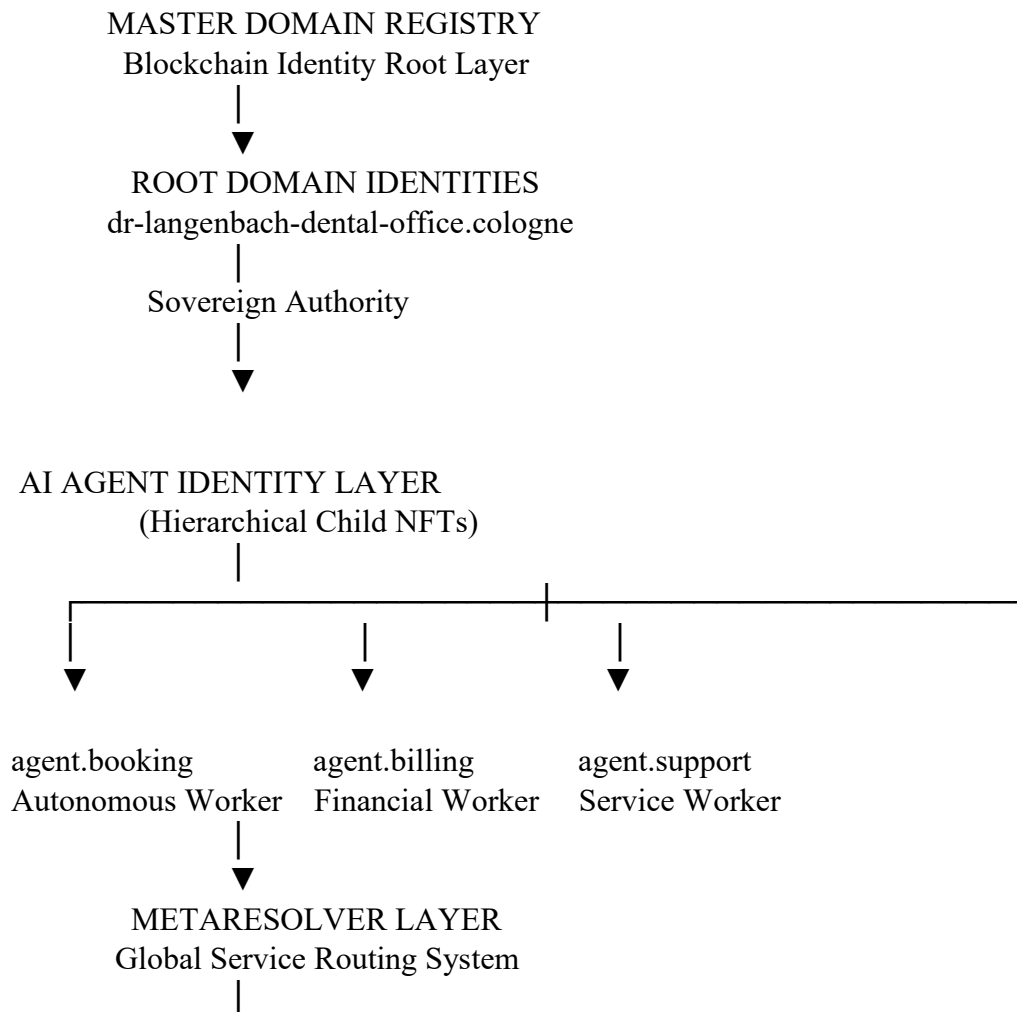 MASTER DOMAIN REGISTRY
Blockchain Identity Root Layer
ROOT DOMAIN IDENTITIES
dr-langenbach-dental-office.cologne
Sovereign Authority
AI AGENT IDENTITY LAYER
(Hierarchical Child NFTs)
agent.booking agent.billing agent.support
Autonomous Worker Financial Worker Service Worker
METARESOLVER LAYER
Global Service Routing System